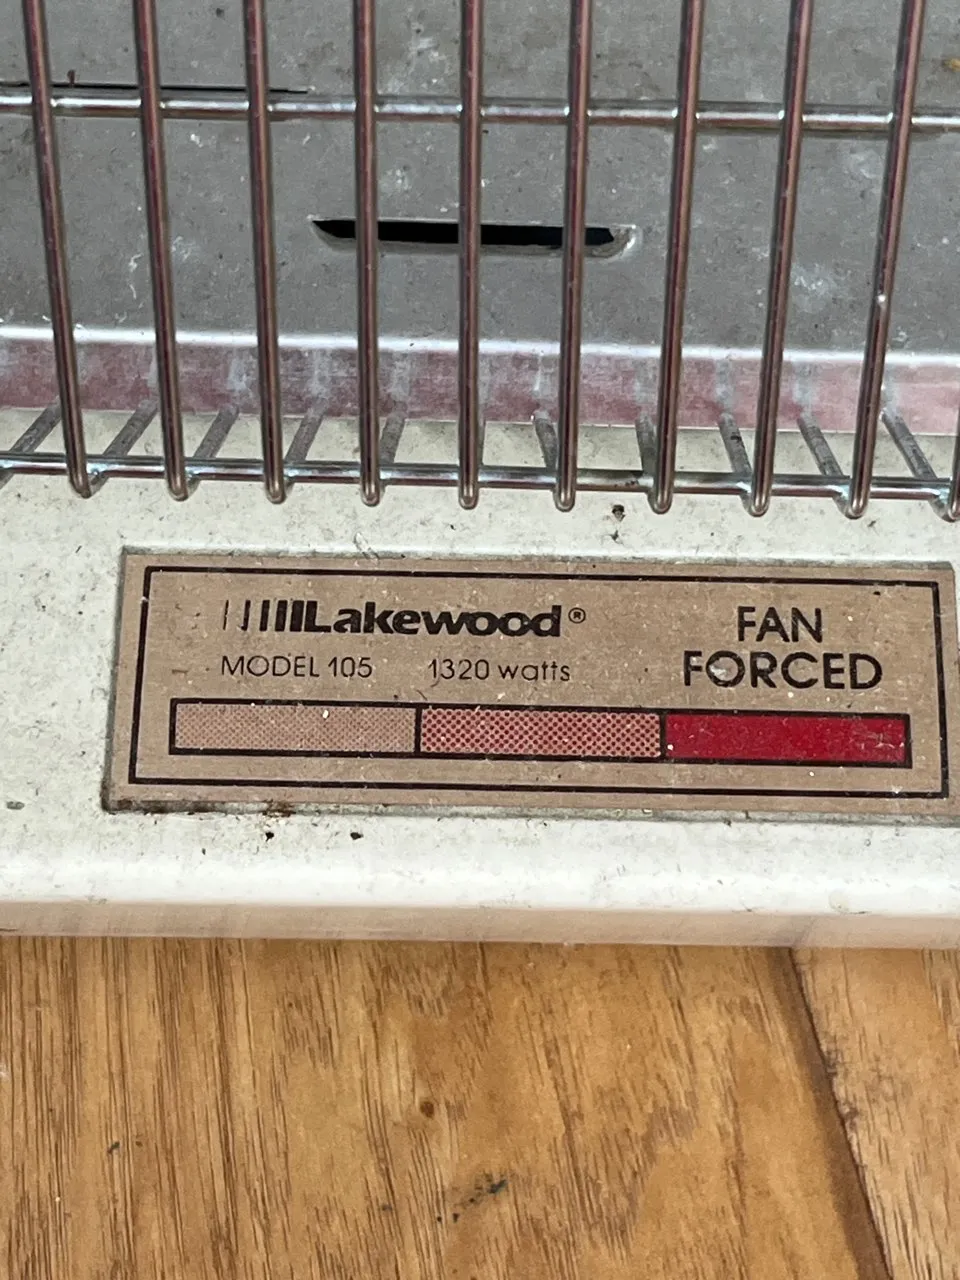 Lakewood®
MODEL 105 1320 watts
FAN
FORCED